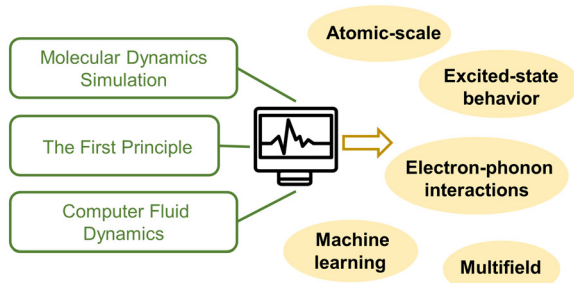 Molecular Dynamics
Simulation
The First Principle
Computer Fluid
Dynamics
Atomic-scale
Excited-state
behavior
Electron-phonon
interactions
Machine
learning
Multifield